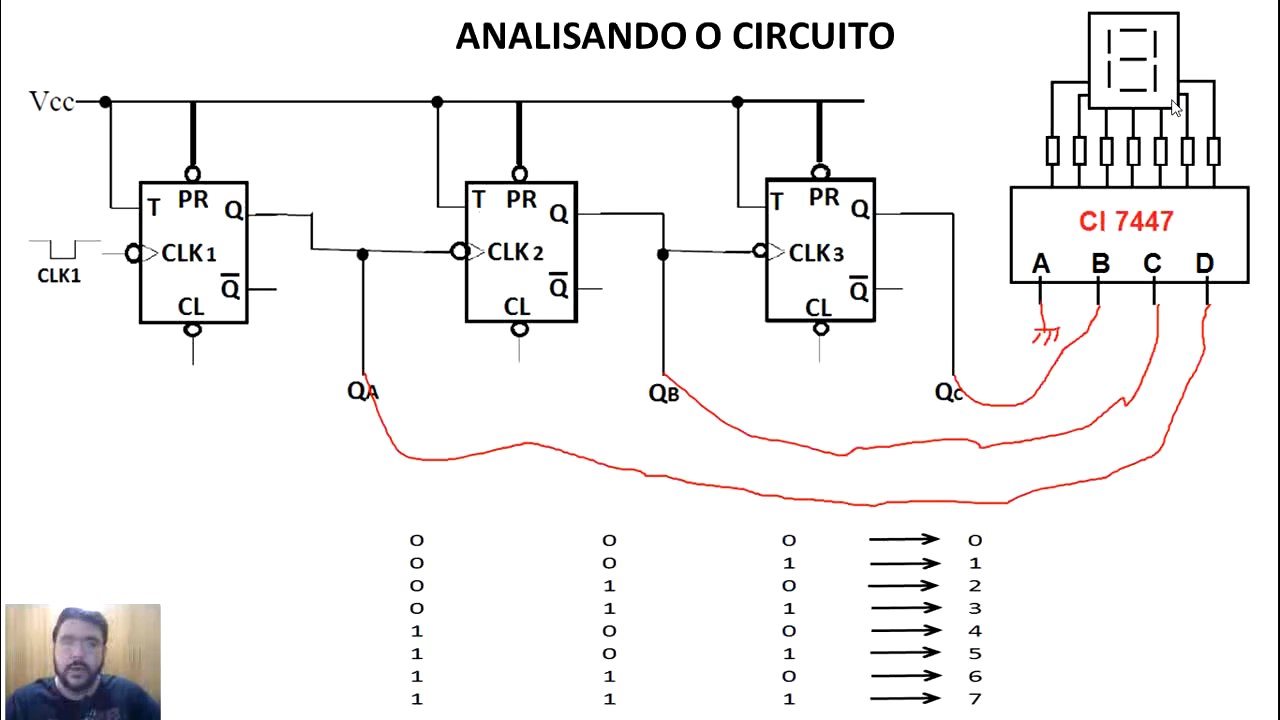 ANALISANDO O CIRCUITO
Vcc
T PR Q
CLK1
Q̅
CL
CLK1
T PR Q
CLK2
Q̅
CL
T PR Q
CLK3
Q̅
CL
QA QB QC
CI 7447
A B C D
0 0 0 0
0 0 1 1
0 1 0 2
0 1 1 3
1 0 0 4
1 0 1 5
1 1 0 6
1 1 1 7